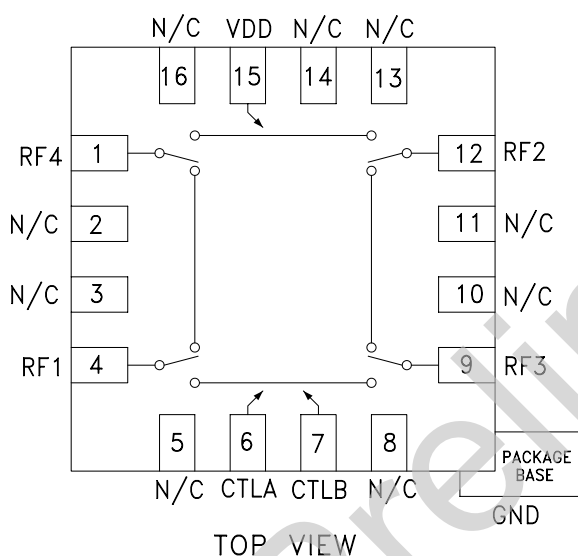 N/C VDD N/C N/C
16 15 14 13
RF4 1 12 RF2
N/C 2 11 N/C
N/C 3 10 N/C
RF1 4 9 RF3
5 6 7 8
N/C CTLA CTLB N/C
PACKAGE
BASE
GND
TOP VIEW